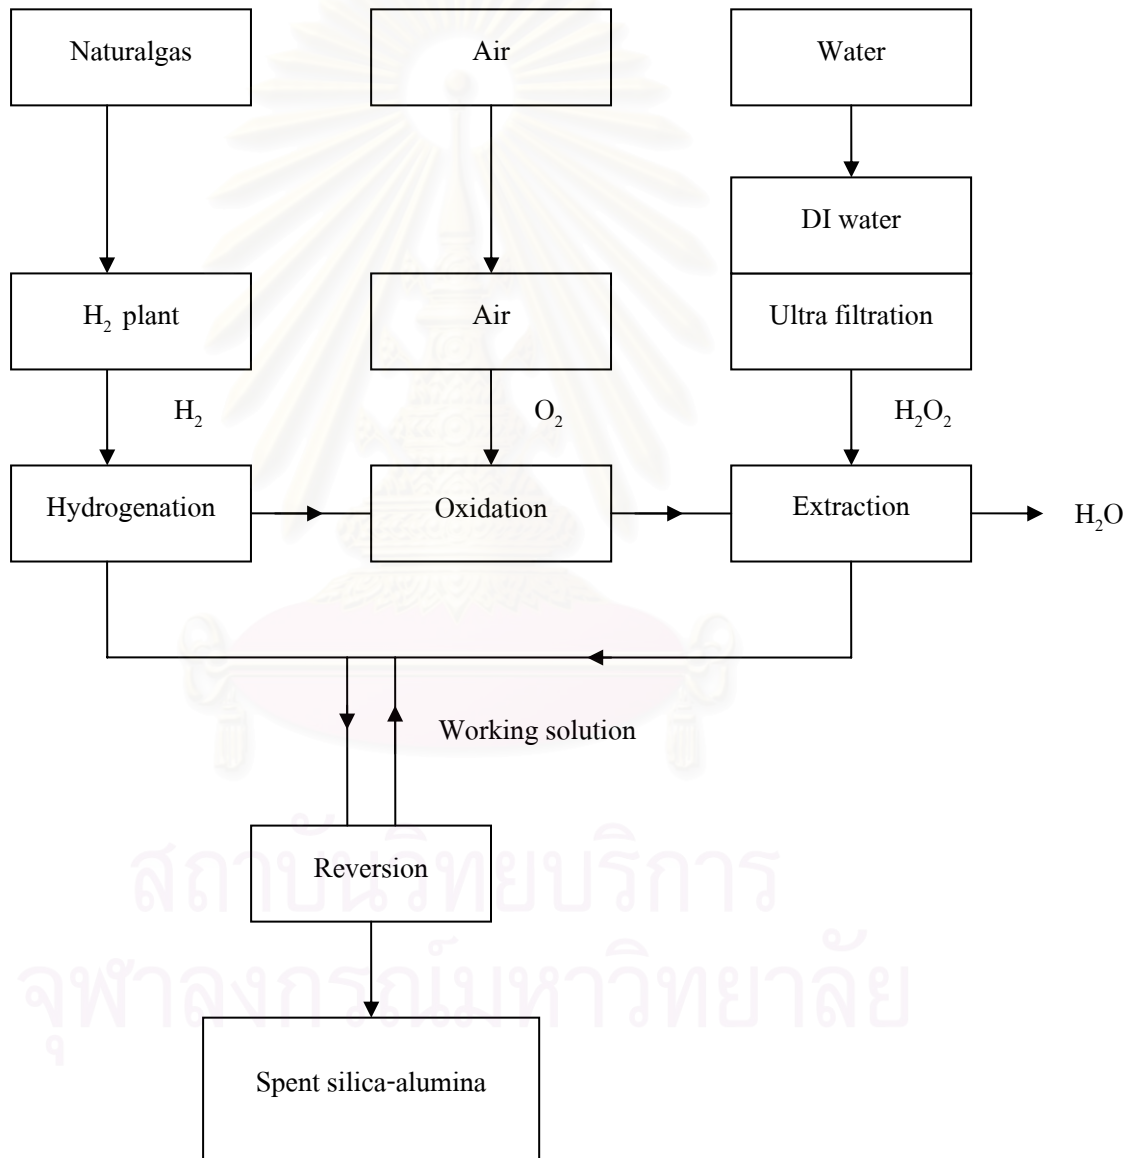 Naturalgas
Air
Water
DI water
H₂ plant
Air
Ultra filtration
H₂
O₂
H₂O₂
Hydrogenation
Oxidation
Extraction
H₂O
Working solution
Reversion
สถาบันวิทยบริการ
จุฬาลงกรณ์มหาวิทยาลัย
Spent silica-alumina